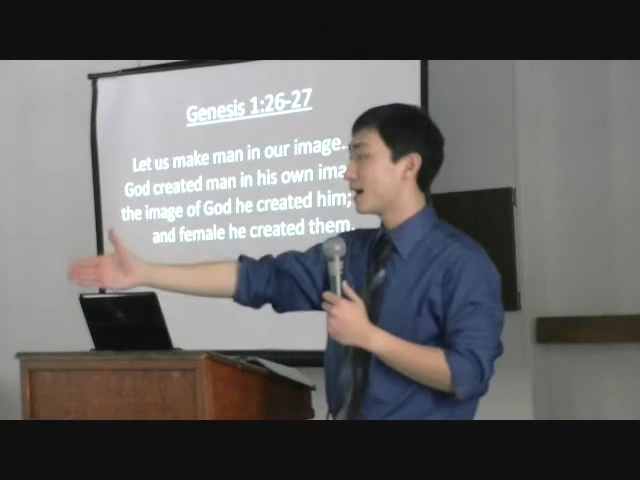 Genesis 1:26-27
Let us make man in our image..
God created man in his own ima
the image of God he created him;
and female he created them.